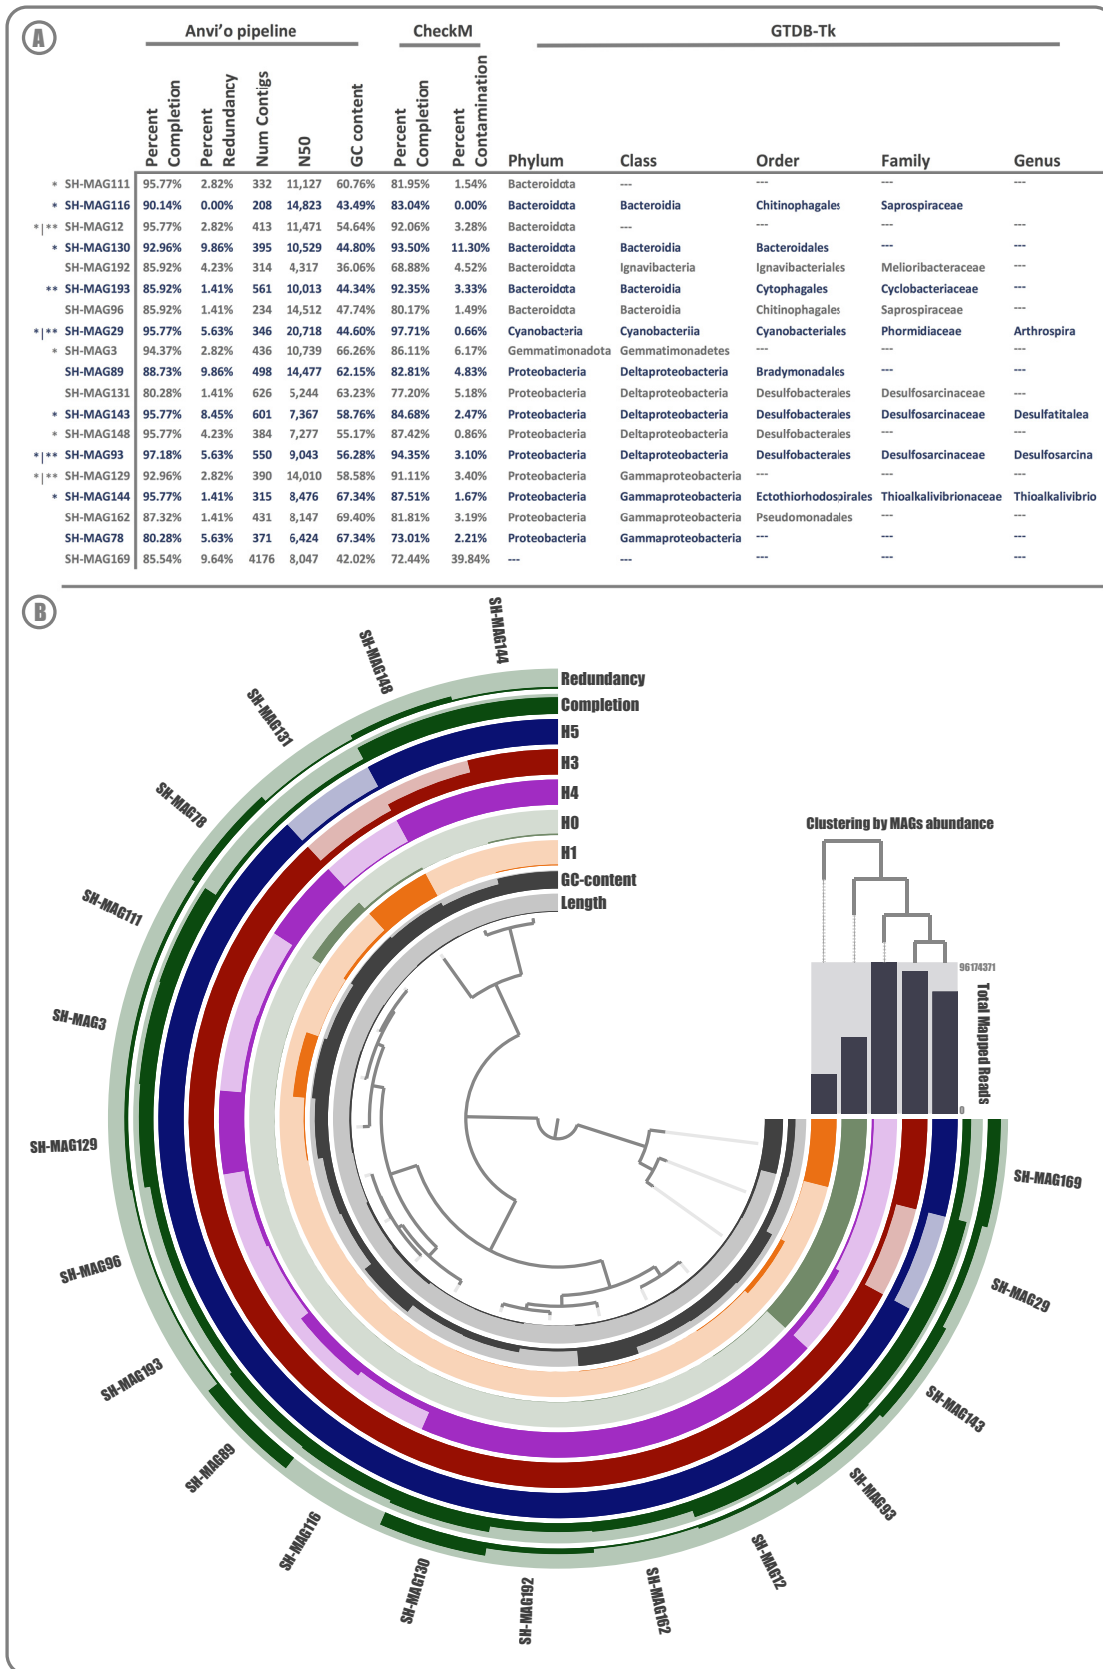 A
Anvi’o pipeline CheckM GTDB-Tk
Percent Completion Percent Redundancy Num Contigs N50 GC content Percent Completion Percent Contamination Phylum Class Order Family Genus
* SH-MAG111 95.77% 2.82% 332 11,127 60.76% 81.95% 1.54% Bacteroidota --- --- --- ---
* SH-MAG116 90.14% 0.00% 208 14,823 43.49% 83.04% 0.00% Bacteroidota Bacteroidia Chitinophagales Saprospiraceae
*|** SH-MAG12 95.77% 2.82% 413 11,471 54.64% 92.06% 3.28% Bacteroidota --- --- --- ---
* SH-MAG130 92.96% 9.86% 395 10,529 44.80% 93.50% 11.30% Bacteroidota Bacteroidia Bacteroidales --- ---
SH-MAG192 85.92% 4.23% 314 4,317 36.06% 68.88% 4.52% Bacteroidota Ignavibacteria Ignavibacteriales Melioribacteraceae ---
** SH-MAG193 85.92% 1.41% 561 10,013 44.34% 92.35% 3.33% Bacteroidota Bacteroidia Cytophagales Cyclobacteriaceae ---
SH-MAG96 85.92% 1.41% 234 14,512 47.74% 80.17% 1.49% Bacteroidota Bacteroidia Chitinophagales Saprospiraceae ---
*|** SH-MAG29 95.77% 5.63% 346 20,718 44.60% 97.71% 0.66% Cyanobacteria Cyanobacteriia Cyanobacteriales Phormidiaceae Arthrospira
* SH-MAG3 94.37% 2.82% 436 10,739 66.26% 86.11% 6.17% Gemmatimonadota Gemmatimonadetes --- --- ---
SH-MAG89 88.73% 9.86% 498 14,477 62.15% 82.81% 4.83% Proteobacteria Deltaproteobacteria Bradymonadales --- ---
SH-MAG131 80.28% 1.41% 626 5,244 63.23% 77.20% 5.18% Proteobacteria Deltaproteobacteria Desulfobacterales Desulfosarcinaceae ---
* SH-MAG143 95.77% 8.45% 601 7,367 58.76% 84.68% 2.47% Proteobacteria Deltaproteobacteria Desulfobacterales Desulfosarcinaceae Desulfatitalea
* SH-MAG148 95.77% 4.23% 384 7,277 55.17% 87.42% 0.86% Proteobacteria Deltaproteobacteria Desulfobacterales --- ---
*|** SH-MAG93 97.18% 5.63% 550 9,043 56.28% 94.35% 3.10% Proteobacteria Deltaproteobacteria Desulfobacterales Desulfosarcinaceae Desulfosarcina
*|** SH-MAG129 92.96% 2.82% 390 14,010 58.58% 91.11% 3.40% Proteobacteria Gammaproteobacteria --- --- ---
* SH-MAG144 95.77% 1.41% 315 8,476 67.34% 87.51% 1.67% Proteobacteria Gammaproteobacteria Ectothiorhodospirales Thioalkalivibrionaceae Thioalkalivibrio
SH-MAG162 87.32% 1.41% 431 8,147 69.40% 81.81% 3.19% Proteobacteria Gammaproteobacteria Pseudomonadales --- ---
SH-MAG78 80.28% 5.63% 371 6,424 67.34% 73.01% 2.21% Proteobacteria Gammaproteobacteria --- --- ---
SH-MAG169 85.54% 9.64% 4176 8,047 42.02% 72.44% 39.84% --- --- --- --- ---
B
SH-MAG144
SH-MAG148
SH-MAG131
SH-MAG78
SH-MAG111
SH-MAG3
SH-MAG129
SH-MAG96
SH-MAG193
SH-MAG89
SH-MAG116
SH-MAG130
SH-MAG192
SH-MAG162
SH-MAG12
SH-MAG93
SH-MAG143
SH-MAG29
SH-MAG169
Redundancy
Completion
H5
H3
H4
H0
H1
GC-content
Length
Clustering by MAGs abundance
96174371
Total Mapped Reads
0